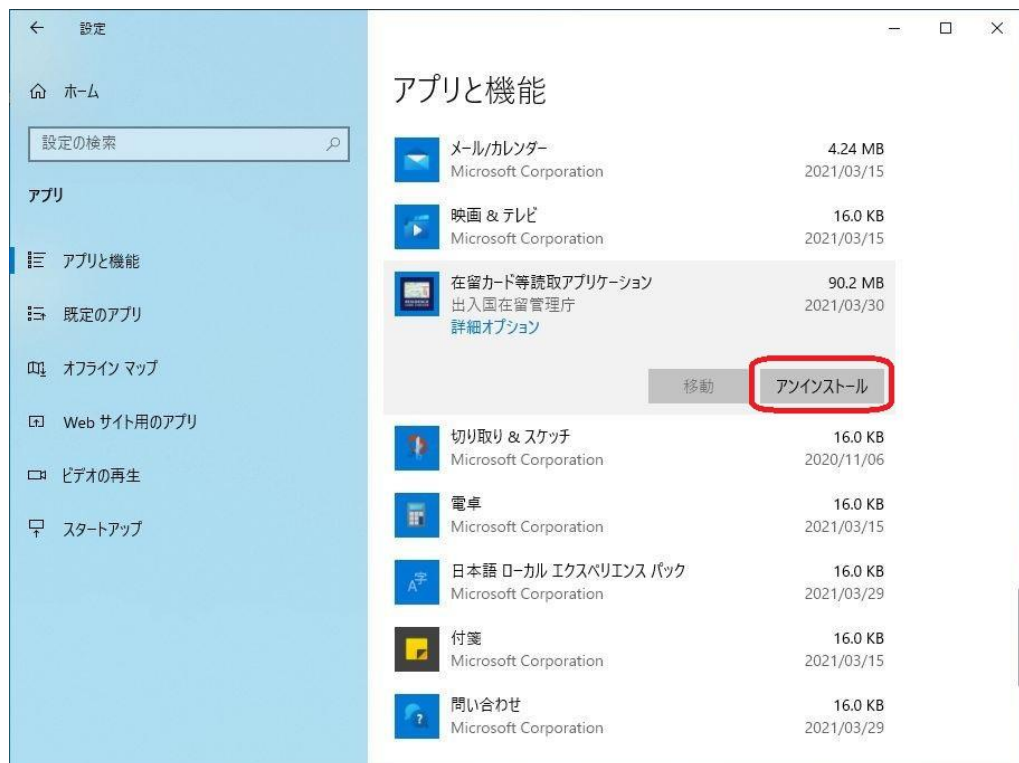 設定
ホーム
設定の検索
アプリ
アプリと機能
既定のアプリ
オフライン マップ
Web サイト用のアプリ
ビデオの再生
スタートアップ
アプリと機能
メール/カレンダー 4.24 MB
Microsoft Corporation 2021/03/15
映画 & テレビ 16.0 KB
Microsoft Corporation 2021/03/15
在留カード等読取アプリケーション 90.2 MB
出入国在留管理庁 2021/03/30
詳細オプション
移動 アンインストール
切り取り & スケッチ 16.0 KB
Microsoft Corporation 2020/11/06
電卓 16.0 KB
Microsoft Corporation 2021/03/15
日本語 ローカル エクスペリエンス パック 16.0 KB
Microsoft Corporation 2021/03/29
付箋 16.0 KB
Microsoft Corporation 2021/03/15
問い合わせ 16.0 KB
Microsoft Corporation 2021/03/29